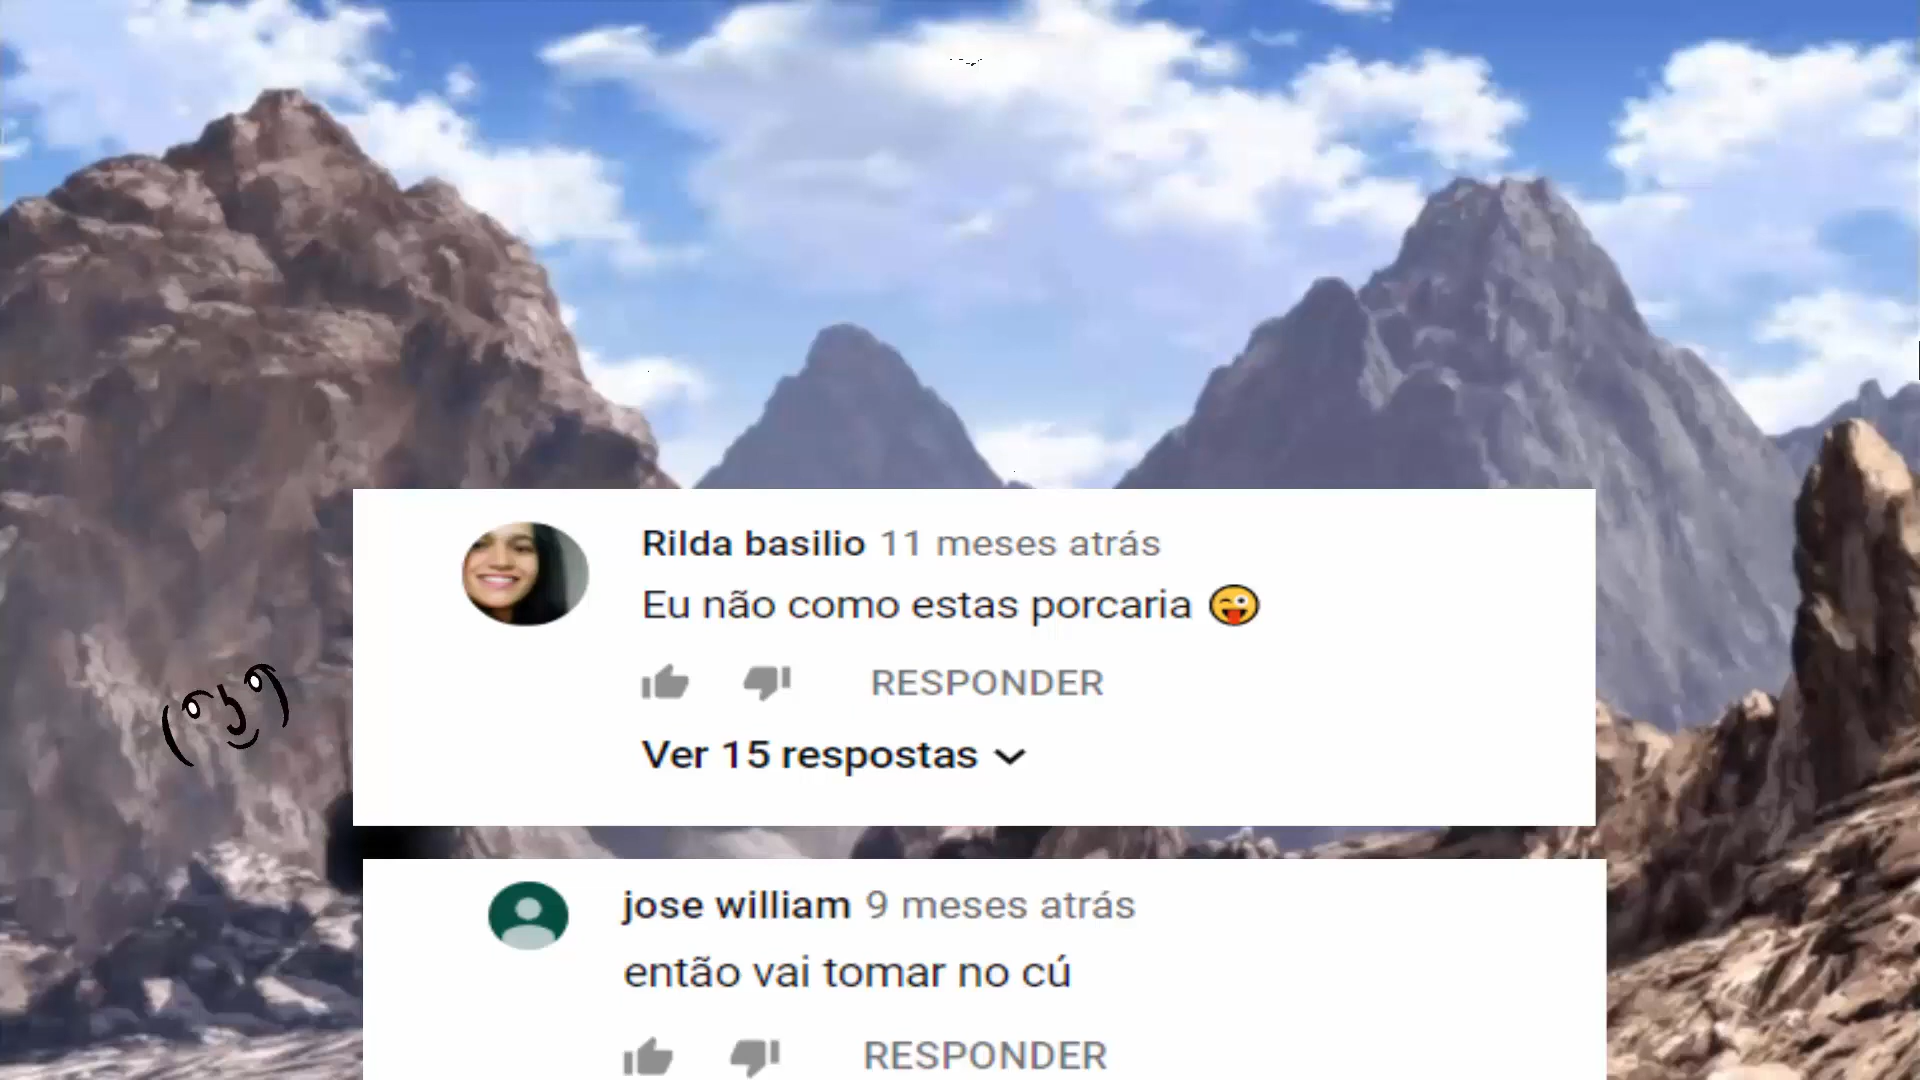 Rilda basilio 11 meses atrás
Eu não como estas porcaria 😜
RESPONDER
Ver 15 respostas
jose william 9 meses atrás
então vai tomar no cú
RESPONDER
( ͡° ͜ʖ ͡°)